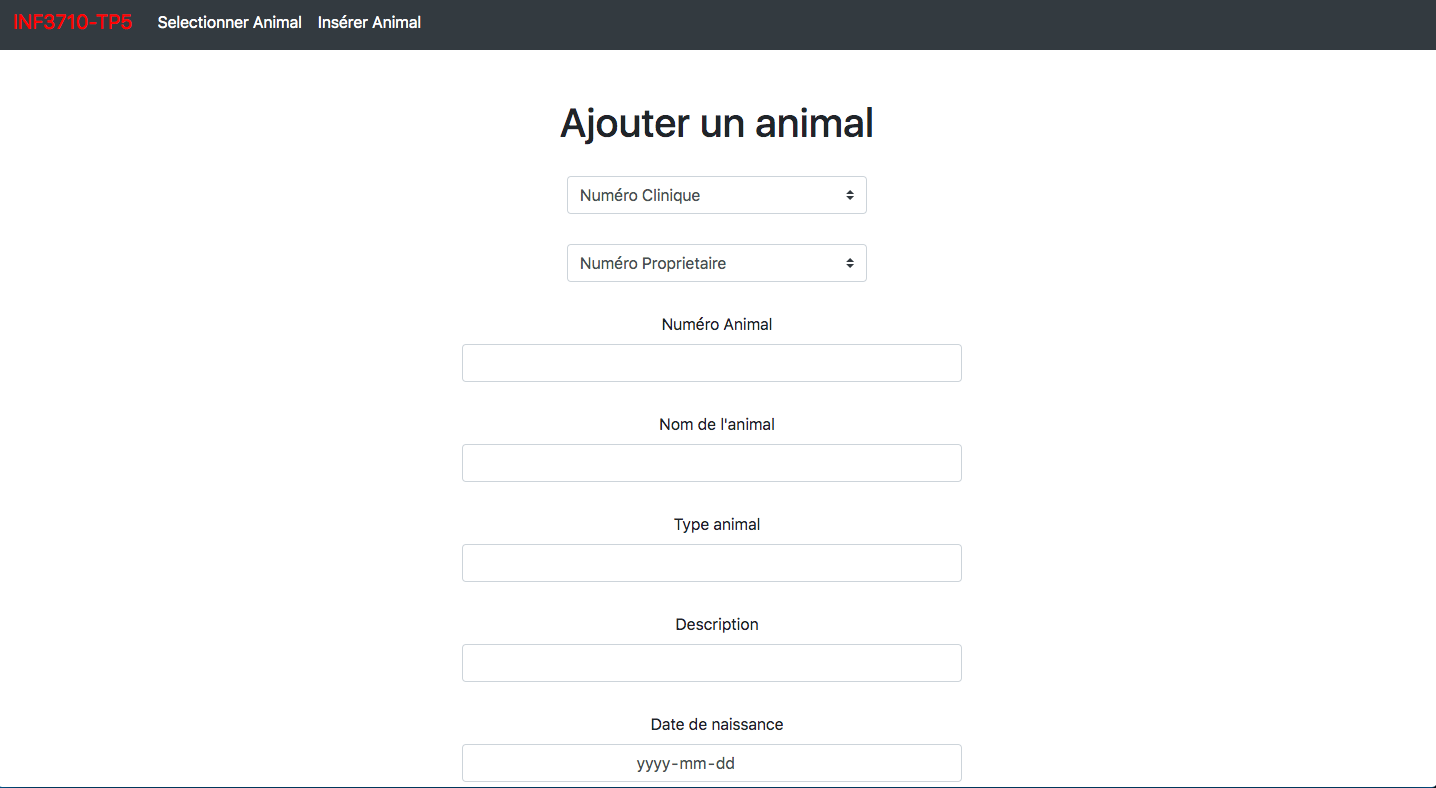 INF3710-TP5 Selectionner Animal Insérer Animal
Ajouter un animal
Numéro Clinique
Numéro Proprietaire
Numéro Animal
Nom de l'animal
Type animal
Description
Date de naissance
yyyy-mm-dd